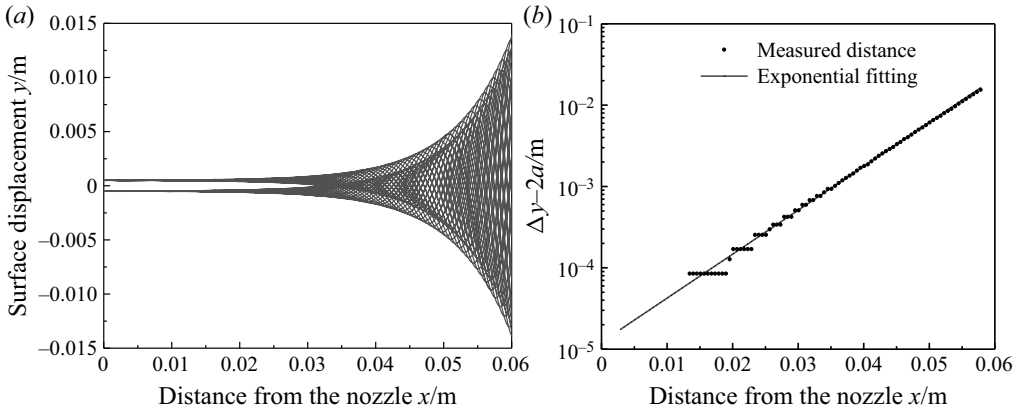 (a)
0.015
0.010
0.005
0
−0.005
−0.010
−0.015
Surface displacement y/m
0 0.01 0.02 0.03 0.04 0.05 0.06
Distance from the nozzle x/m
(b)
10⁻¹
10⁻²
10⁻³
10⁻⁴
10⁻⁵
Δy–2a/m
Measured distance
Exponential fitting
0 0.01 0.02 0.03 0.04 0.05 0.06
Distance from the nozzle x/m